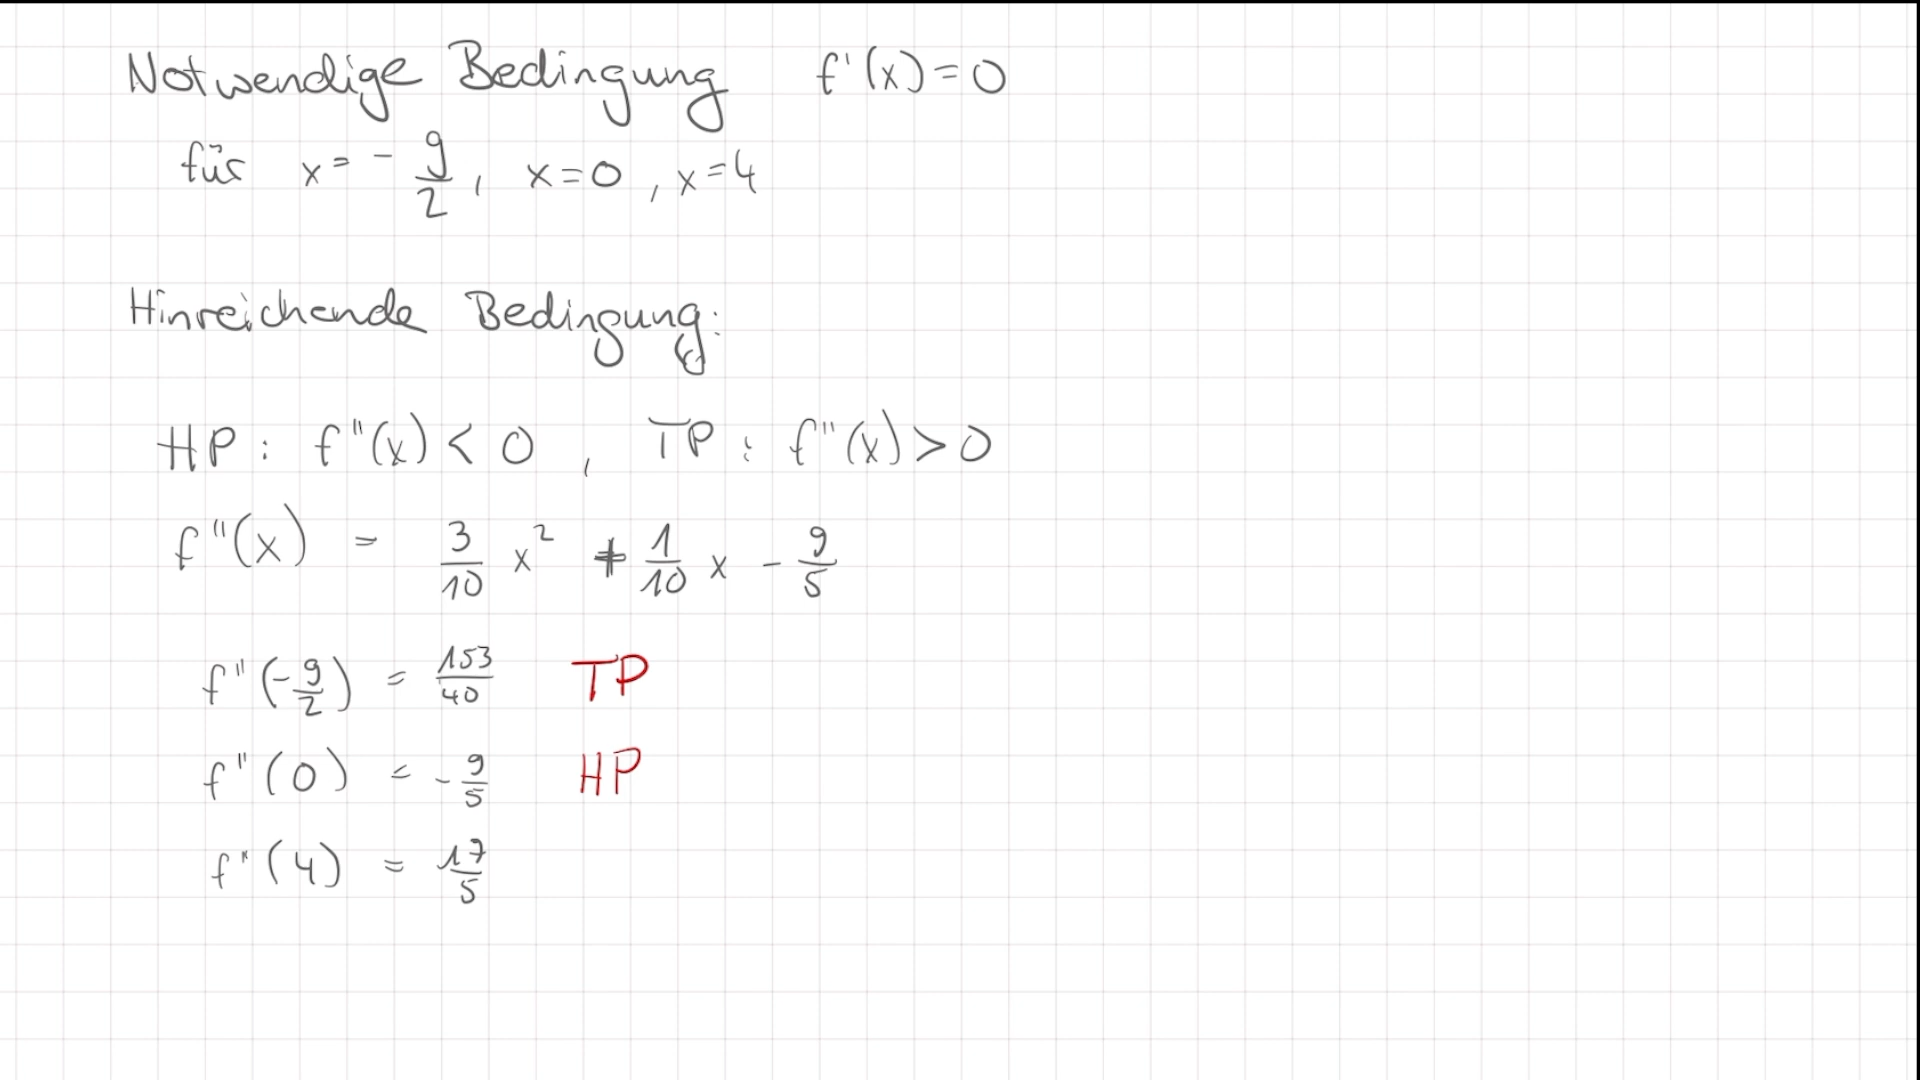 Notwendige Bedingung f'(x)=0
für x=-9/2, x=0, x=4
Hinreichende Bedingung:
HP: f''(x)<0, TP: f''(x)>0
f''(x) = 3/10 x² + 1/10 x - 9/5
f''(-9/2) = 153/40 TP
f''(0) = -9/5 HP
f''(4) = 17/5